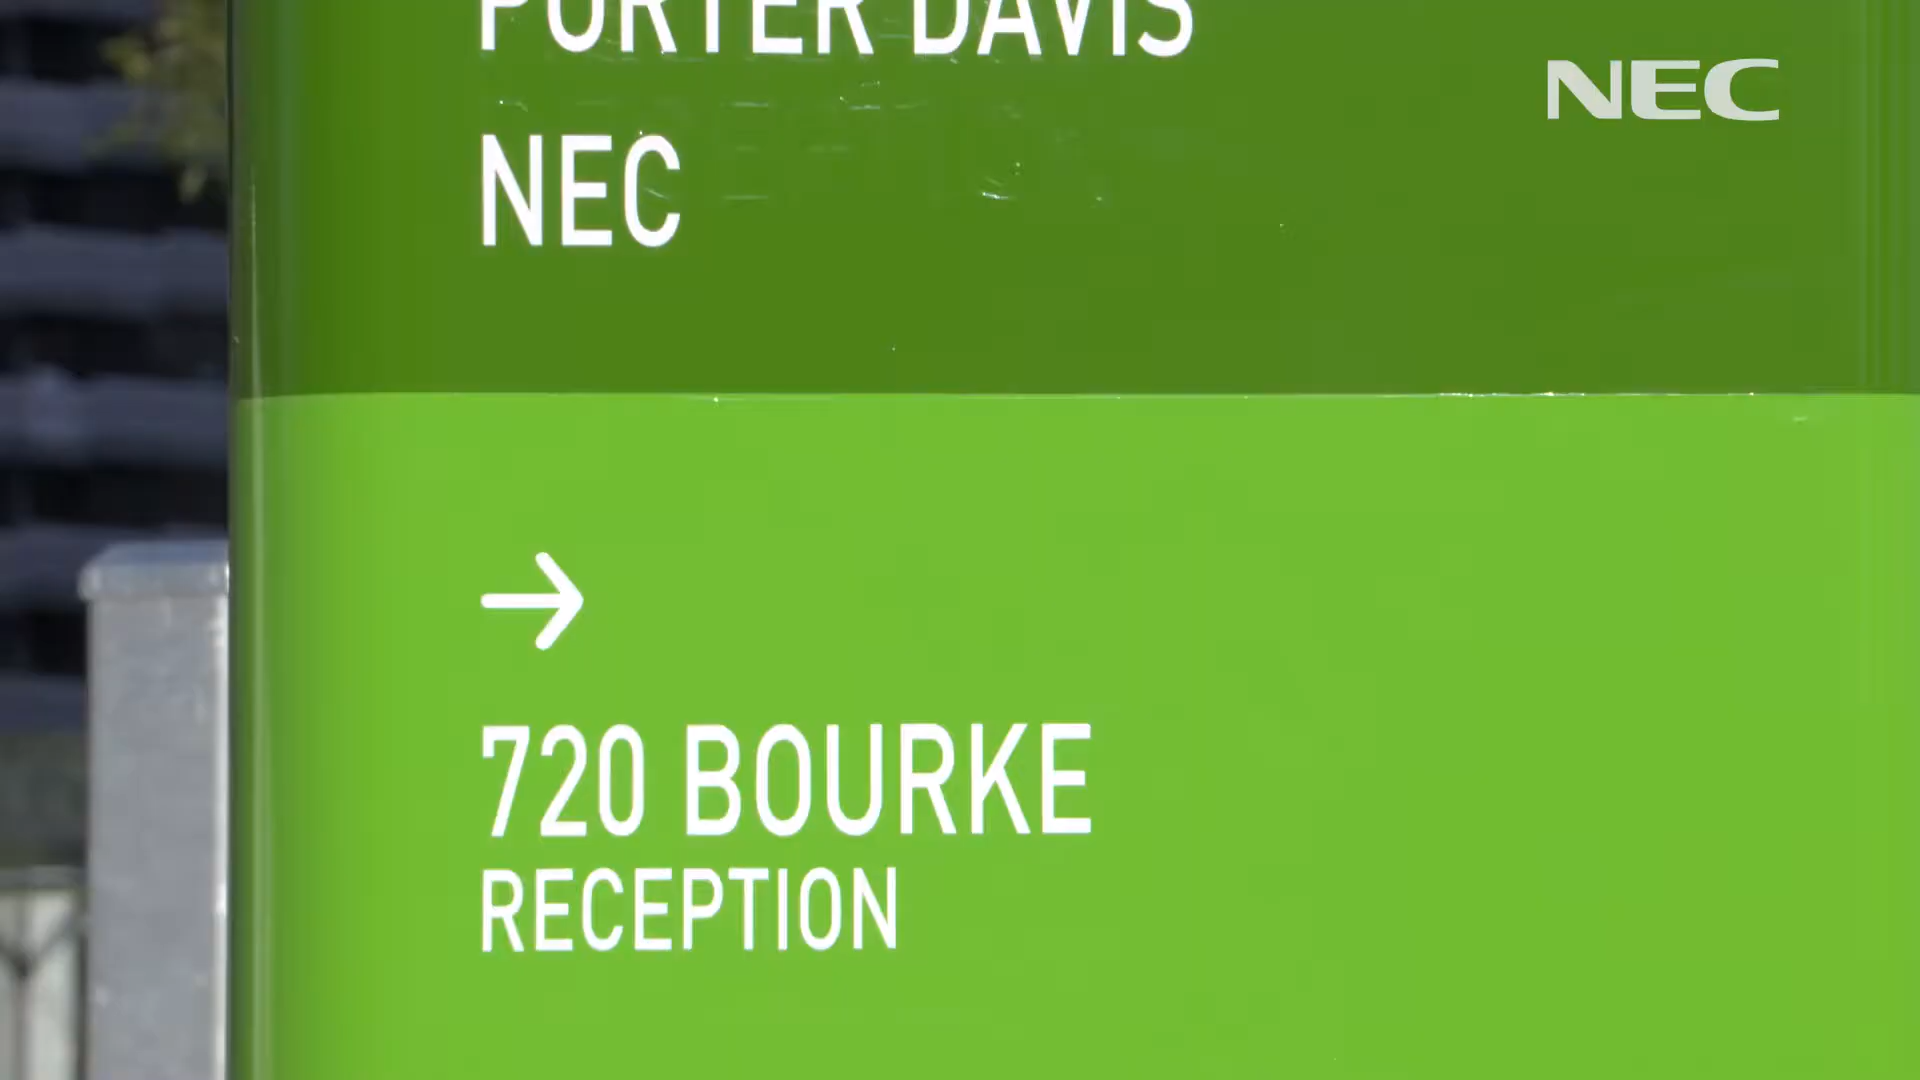 PORTER DAVIS
NEC
NEC
→
720 BOURKE
RECEPTION